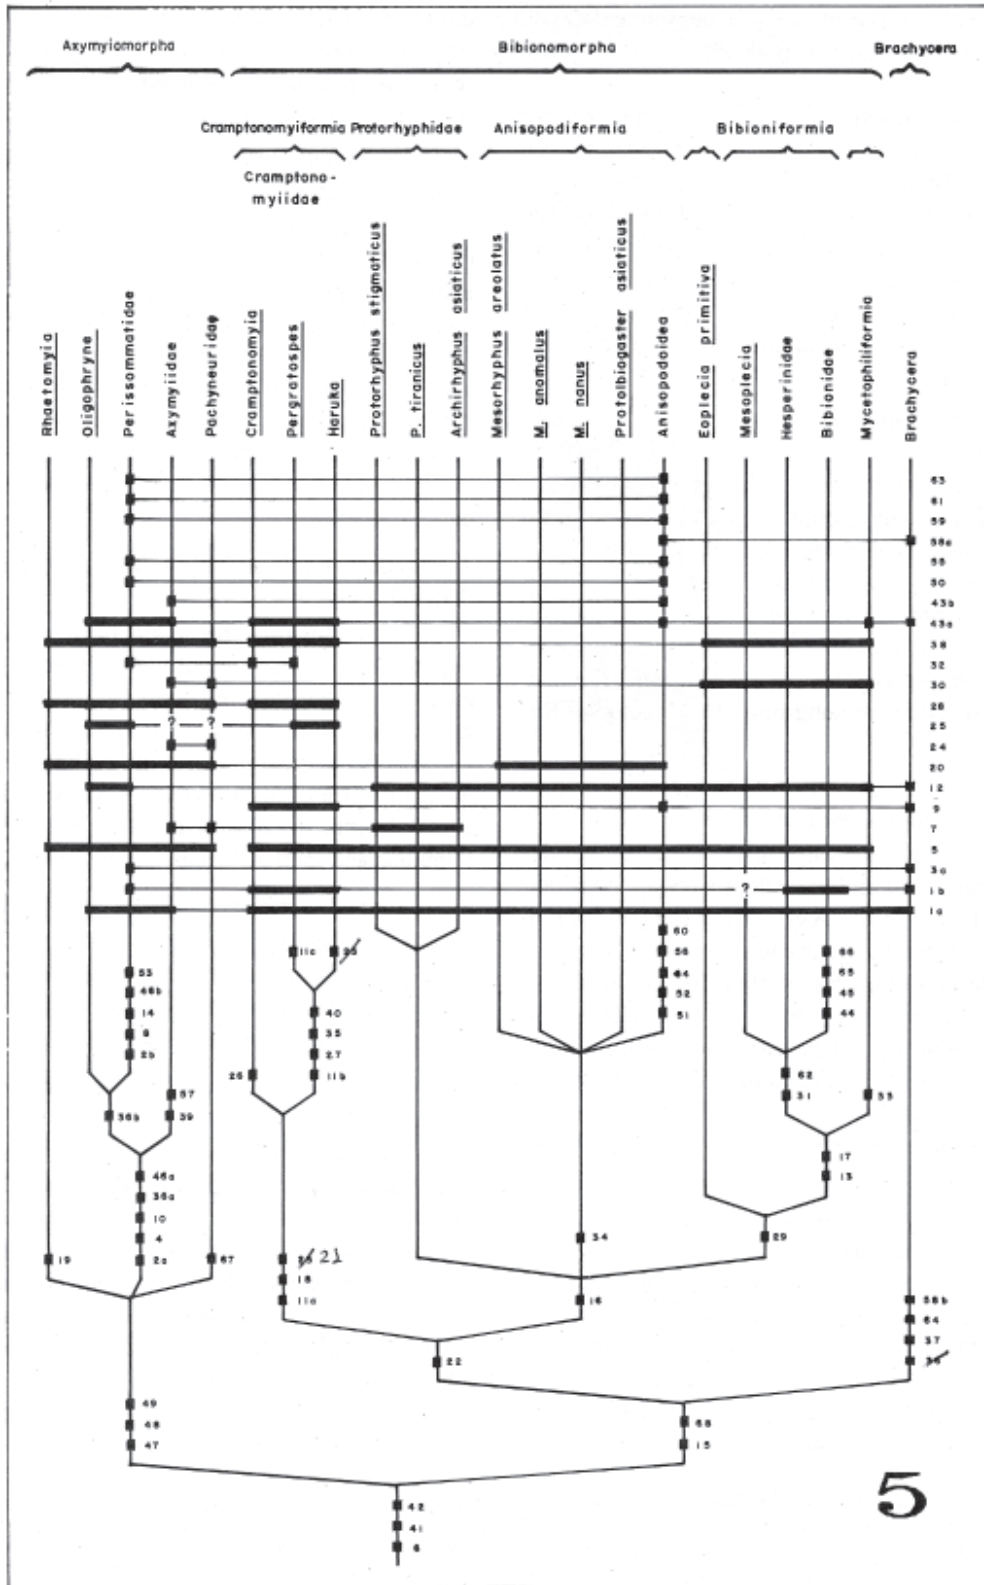 Axymyiomorpha Bibionomorpha Brachycera
Cramptonomyiformia Protorhyphidae Anisopodiformia Bibioniformia
Cramptono-
myiidae
Rhaetomyia
Oligophryne
Perissommatidae
Axymyiidae
Pachyneuridae
Cramptonomyia
Pergratospes
Haruka
Protorhyphus stigmaticus
P. tiranicus
Archirhyphus asiaticus
Mesorhyphus areolatus
M. anomalus
M. nanus
Protolbiogaster asiaticus
Anisopodoidea
Eoplecia primitiva
Mesoplecia
Hesperinidae
Bibionidae
Mycetophiliformia
Brachycera
63
61
59
58a
55
50
43b
43a
38
32
30
28
? ? 25
24
20
12
9
7
5
3a
? 1b
1a
60
11c 56 66
53 54 65
46b 52 45
14 40 51 44
8 35
2b 27
26 11b 62
57 31 33
36b 39
17
46a 13
36a
10
4 34 29
19 2a 67 21
18
11a 16 58b
64
37
22
49
48 68
47 15
42
41
6
5